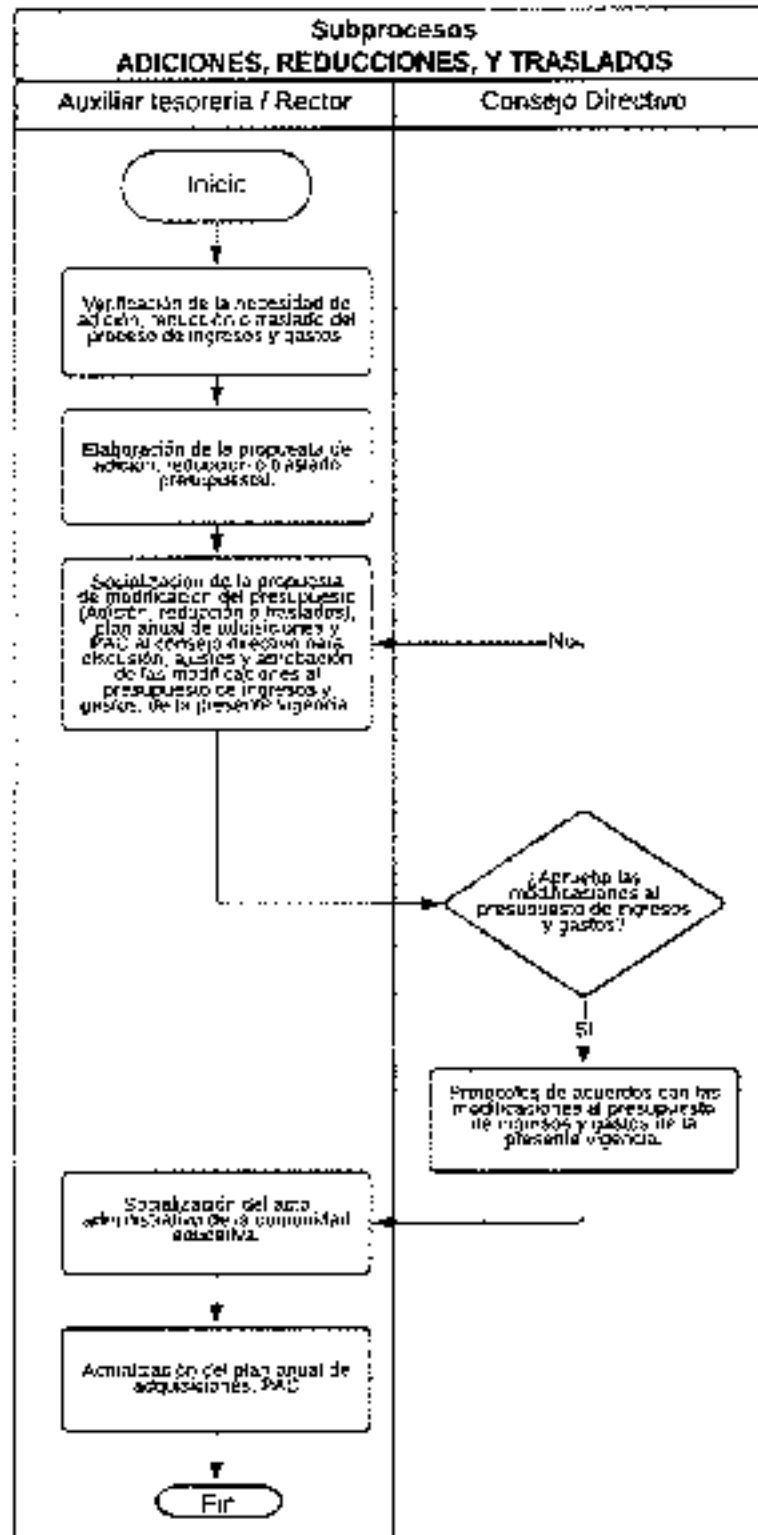 Subprocesos
ADICIONES, REDUCCIONES, Y TRASLADOS
Auxiliar tesoreria / Rector
Consejo Directivo
Inicio
Verificación de la necesidad de
adición, reducción o traslado del
proceso de ingresos y gastos
Elaboración de la propuesta de
adición, reducción o traslado
presupuestal.
Socialización de la propuesta
de modificación del presupuesto
(Adición, reducción o traslados),
plan anual de adquisiciones y
PAC al consejo directivo para
discusión, ajustes y aprobación
de las modificaciones al
presupuesto de ingresos y
gastos, de la presente vigencia
No
¿Aprueba las
modificaciones al
presupuesto de ingresos
y gastos?
SI
Protocolos de acuerdos con las
modificaciones al presupuesto
de ingresos y gastos de la
presente vigencia.
Socialización del acto
administrativo de la comunidad
educativa.
Actualización del plan anual de
adquisiciones, PAC
Fin